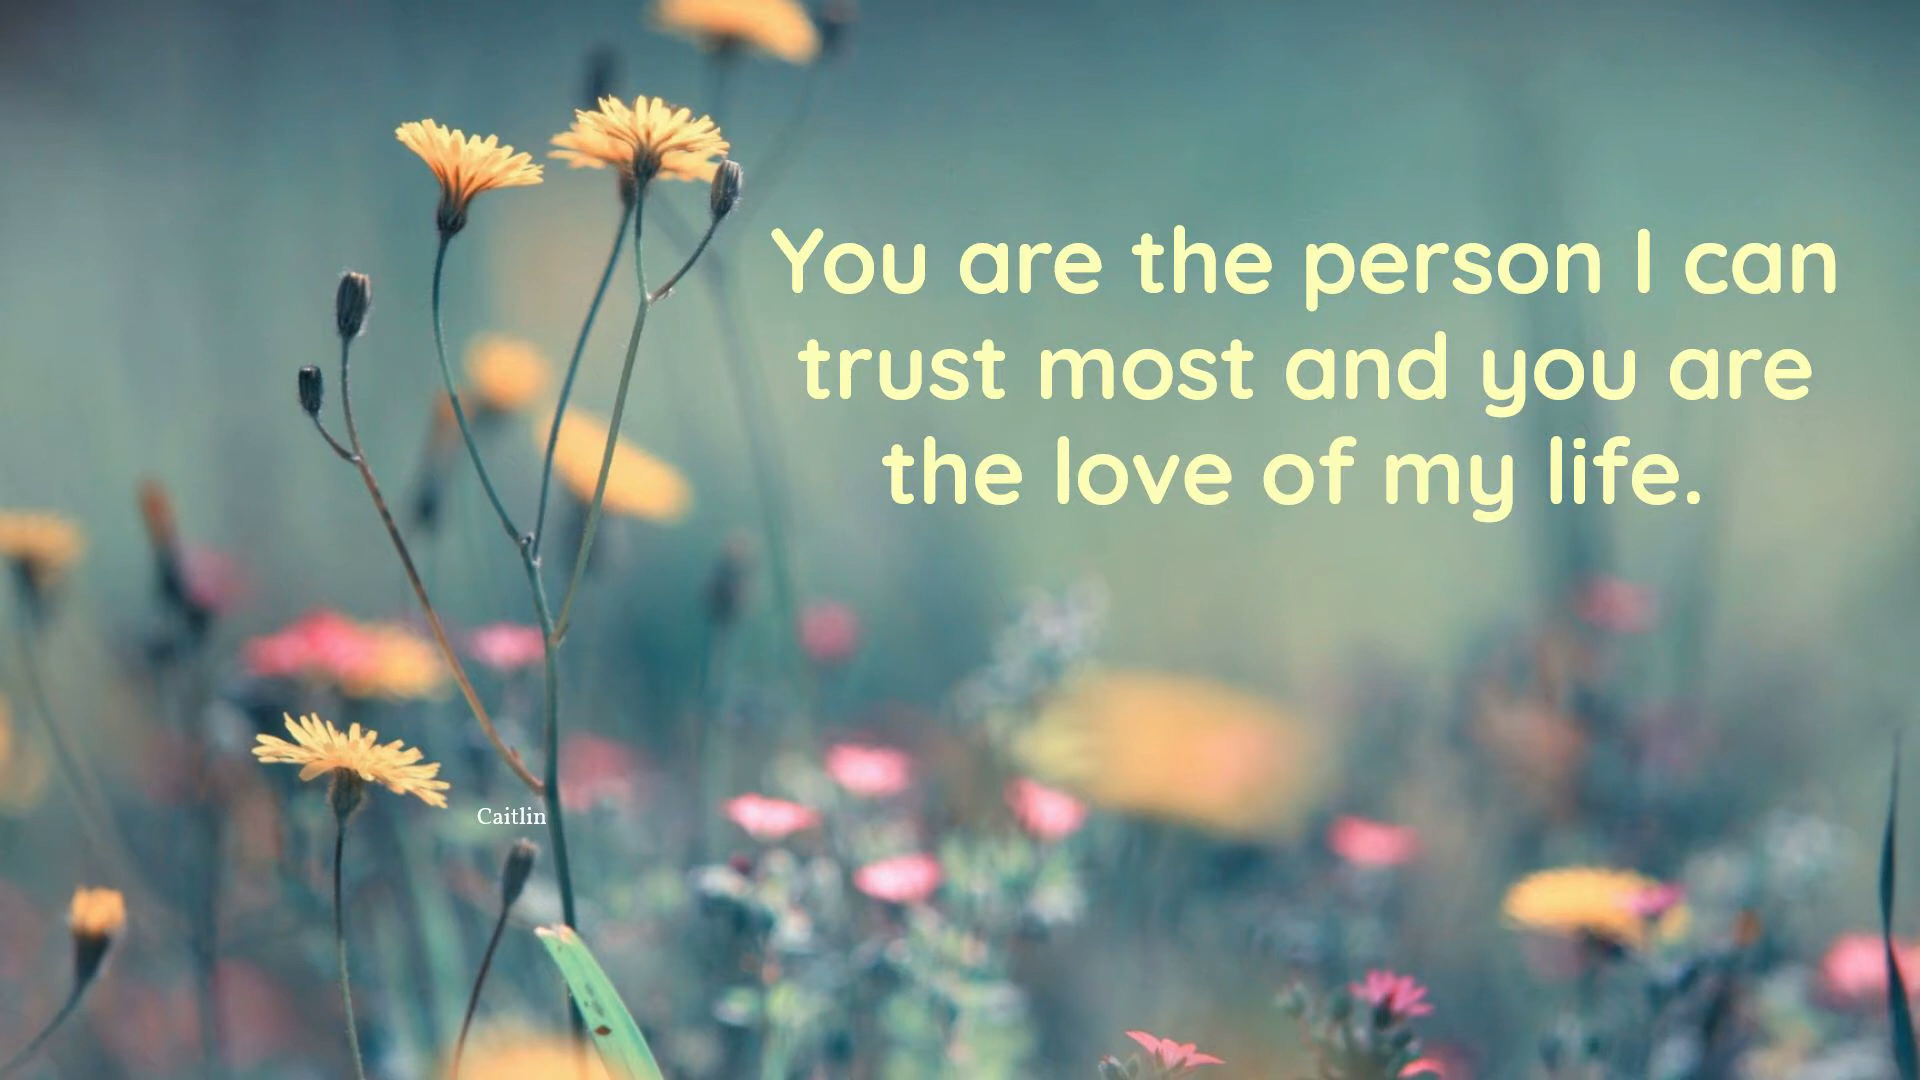 You are the person I can
trust most and you are
the love of my life.
Caitlin